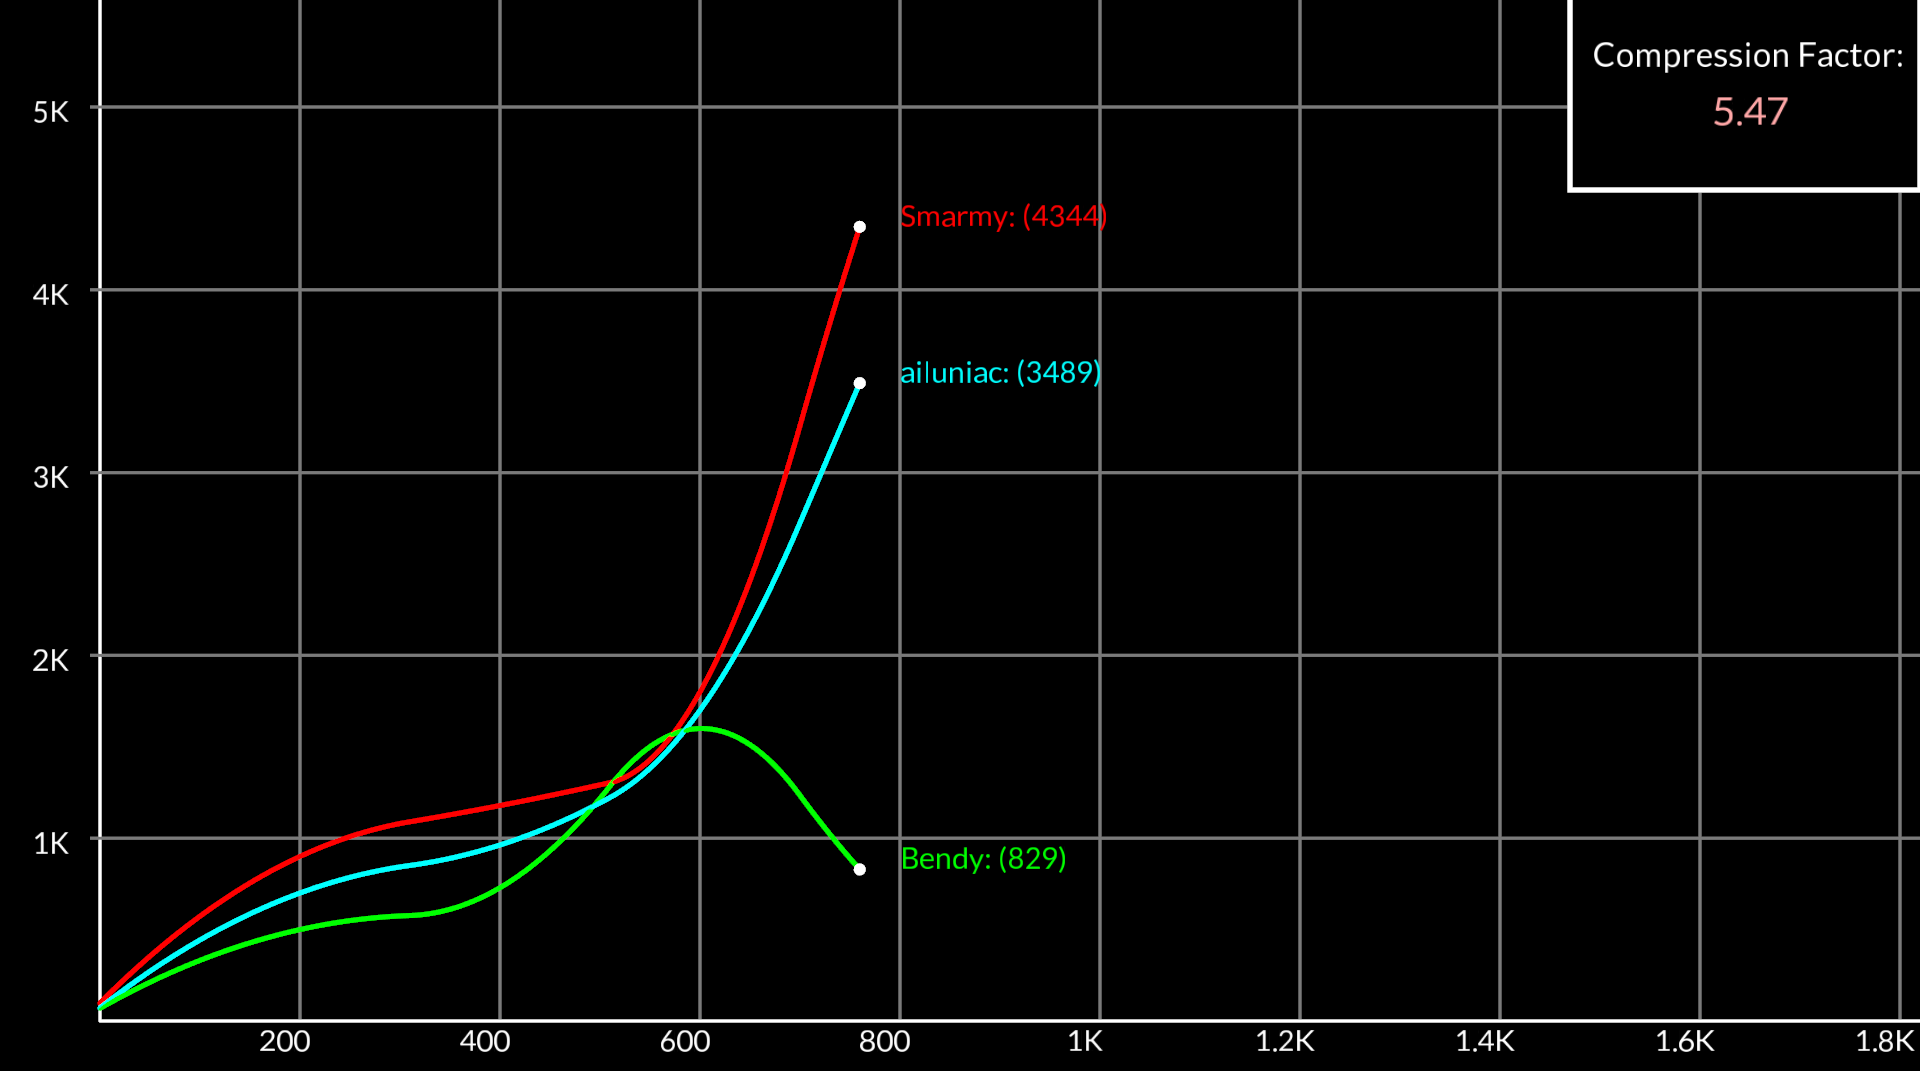 Compression Factor:
5.47
5K
4K
3K
2K
1K
Smarmy: (4344)
ailuniac: (3489)
Bendy: (829)
200 400 600 800 1K 1.2K 1.4K 1.6K 1.8K